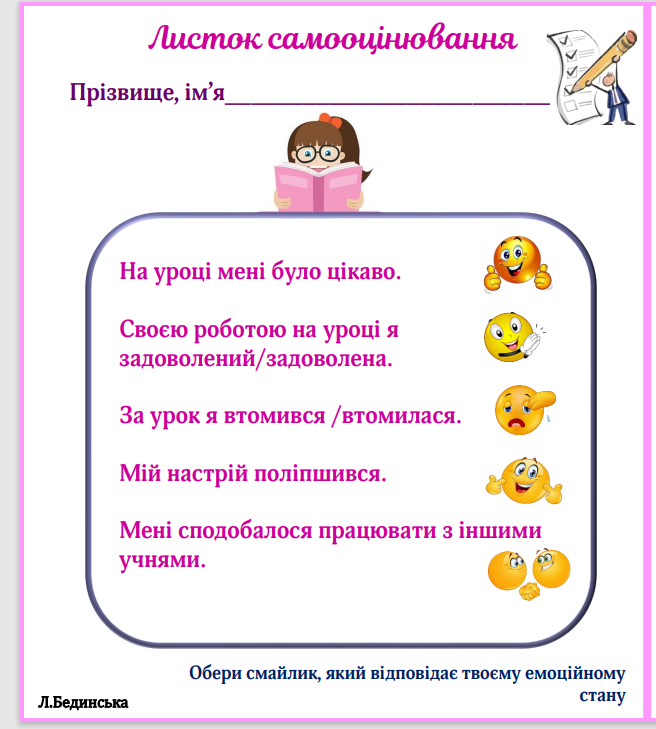 Листок самооцінювання
Прізвище, ім’я______________________________
На уроці мені було цікаво.
Своєю роботою на уроці я
задоволений/задоволена.
За урок я втомився /втомилася.
Мій настрій поліпшився.
Мені сподобалося працювати з іншими
учнями.
Обери смайлик, який відповідає твоєму емоційному
стану
Л.Бединська